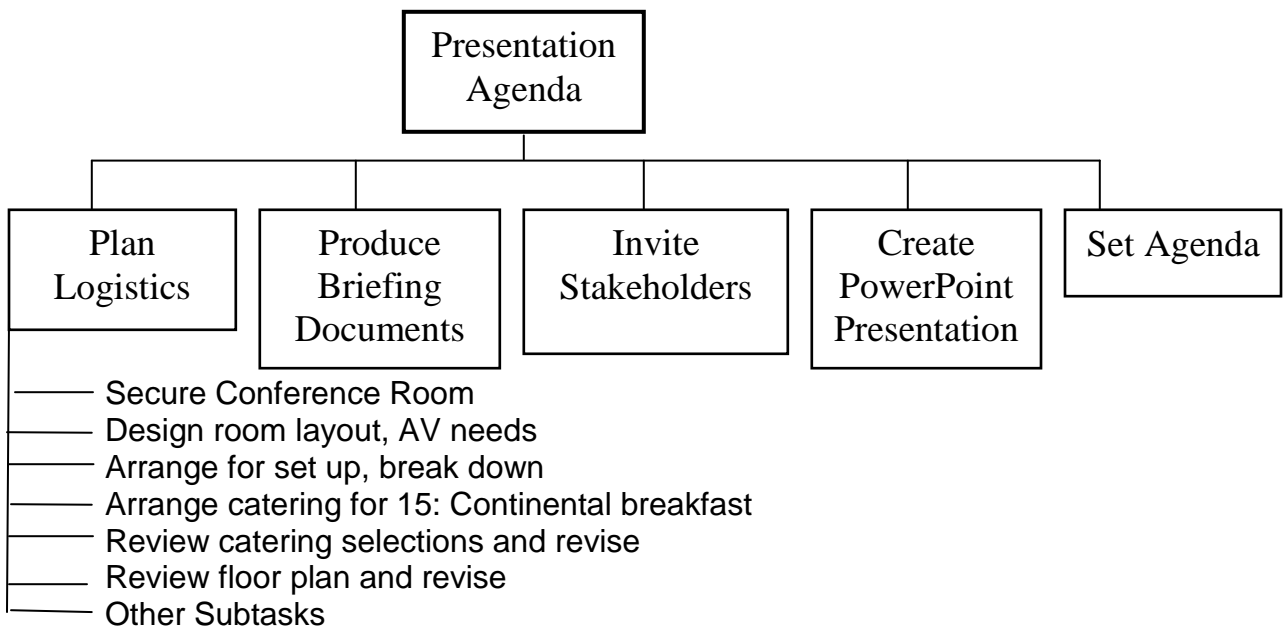 Presentation
Agenda
Plan
Logistics
Produce
Briefing
Documents
Invite
Stakeholders
Create
PowerPoint
Presentation
Set Agenda
Secure Conference Room
Design room layout, AV needs
Arrange for set up, break down
Arrange catering for 15: Continental breakfast
Review catering selections and revise
Review floor plan and revise
Other Subtasks